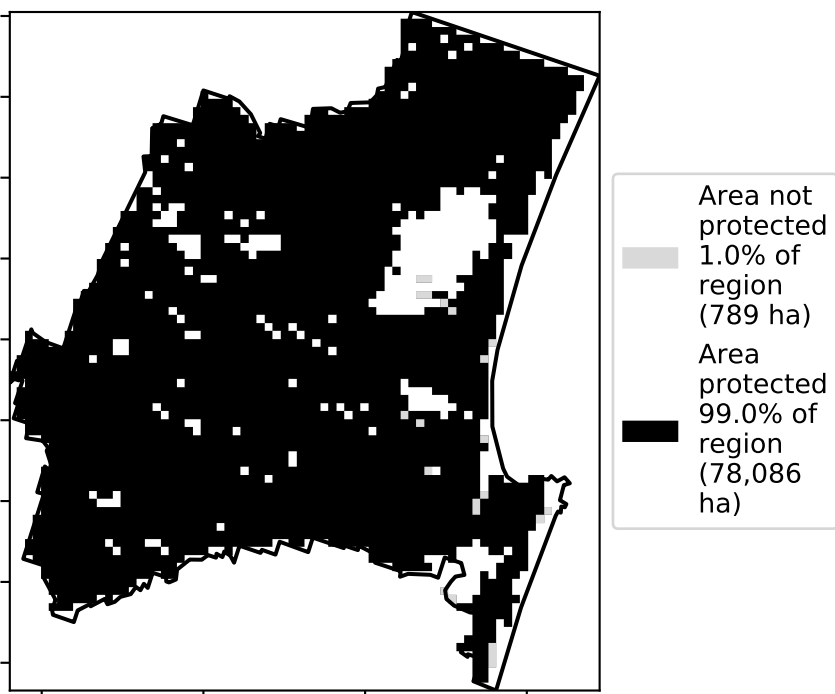 Area not
protected
1.0% of
region
(789 ha)
Area
protected
99.0% of
region
(78,086
ha)